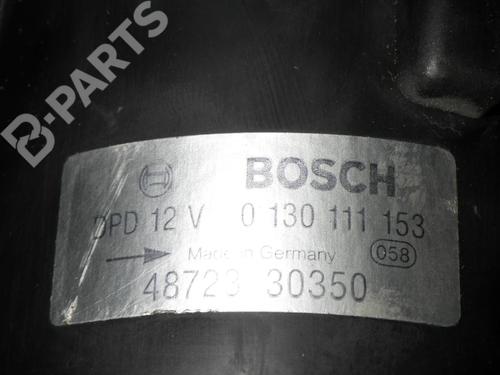 B-PARTS
BOSCH
DPD 12 V 0 130 111 153
Made in Germany 058
48723 30350